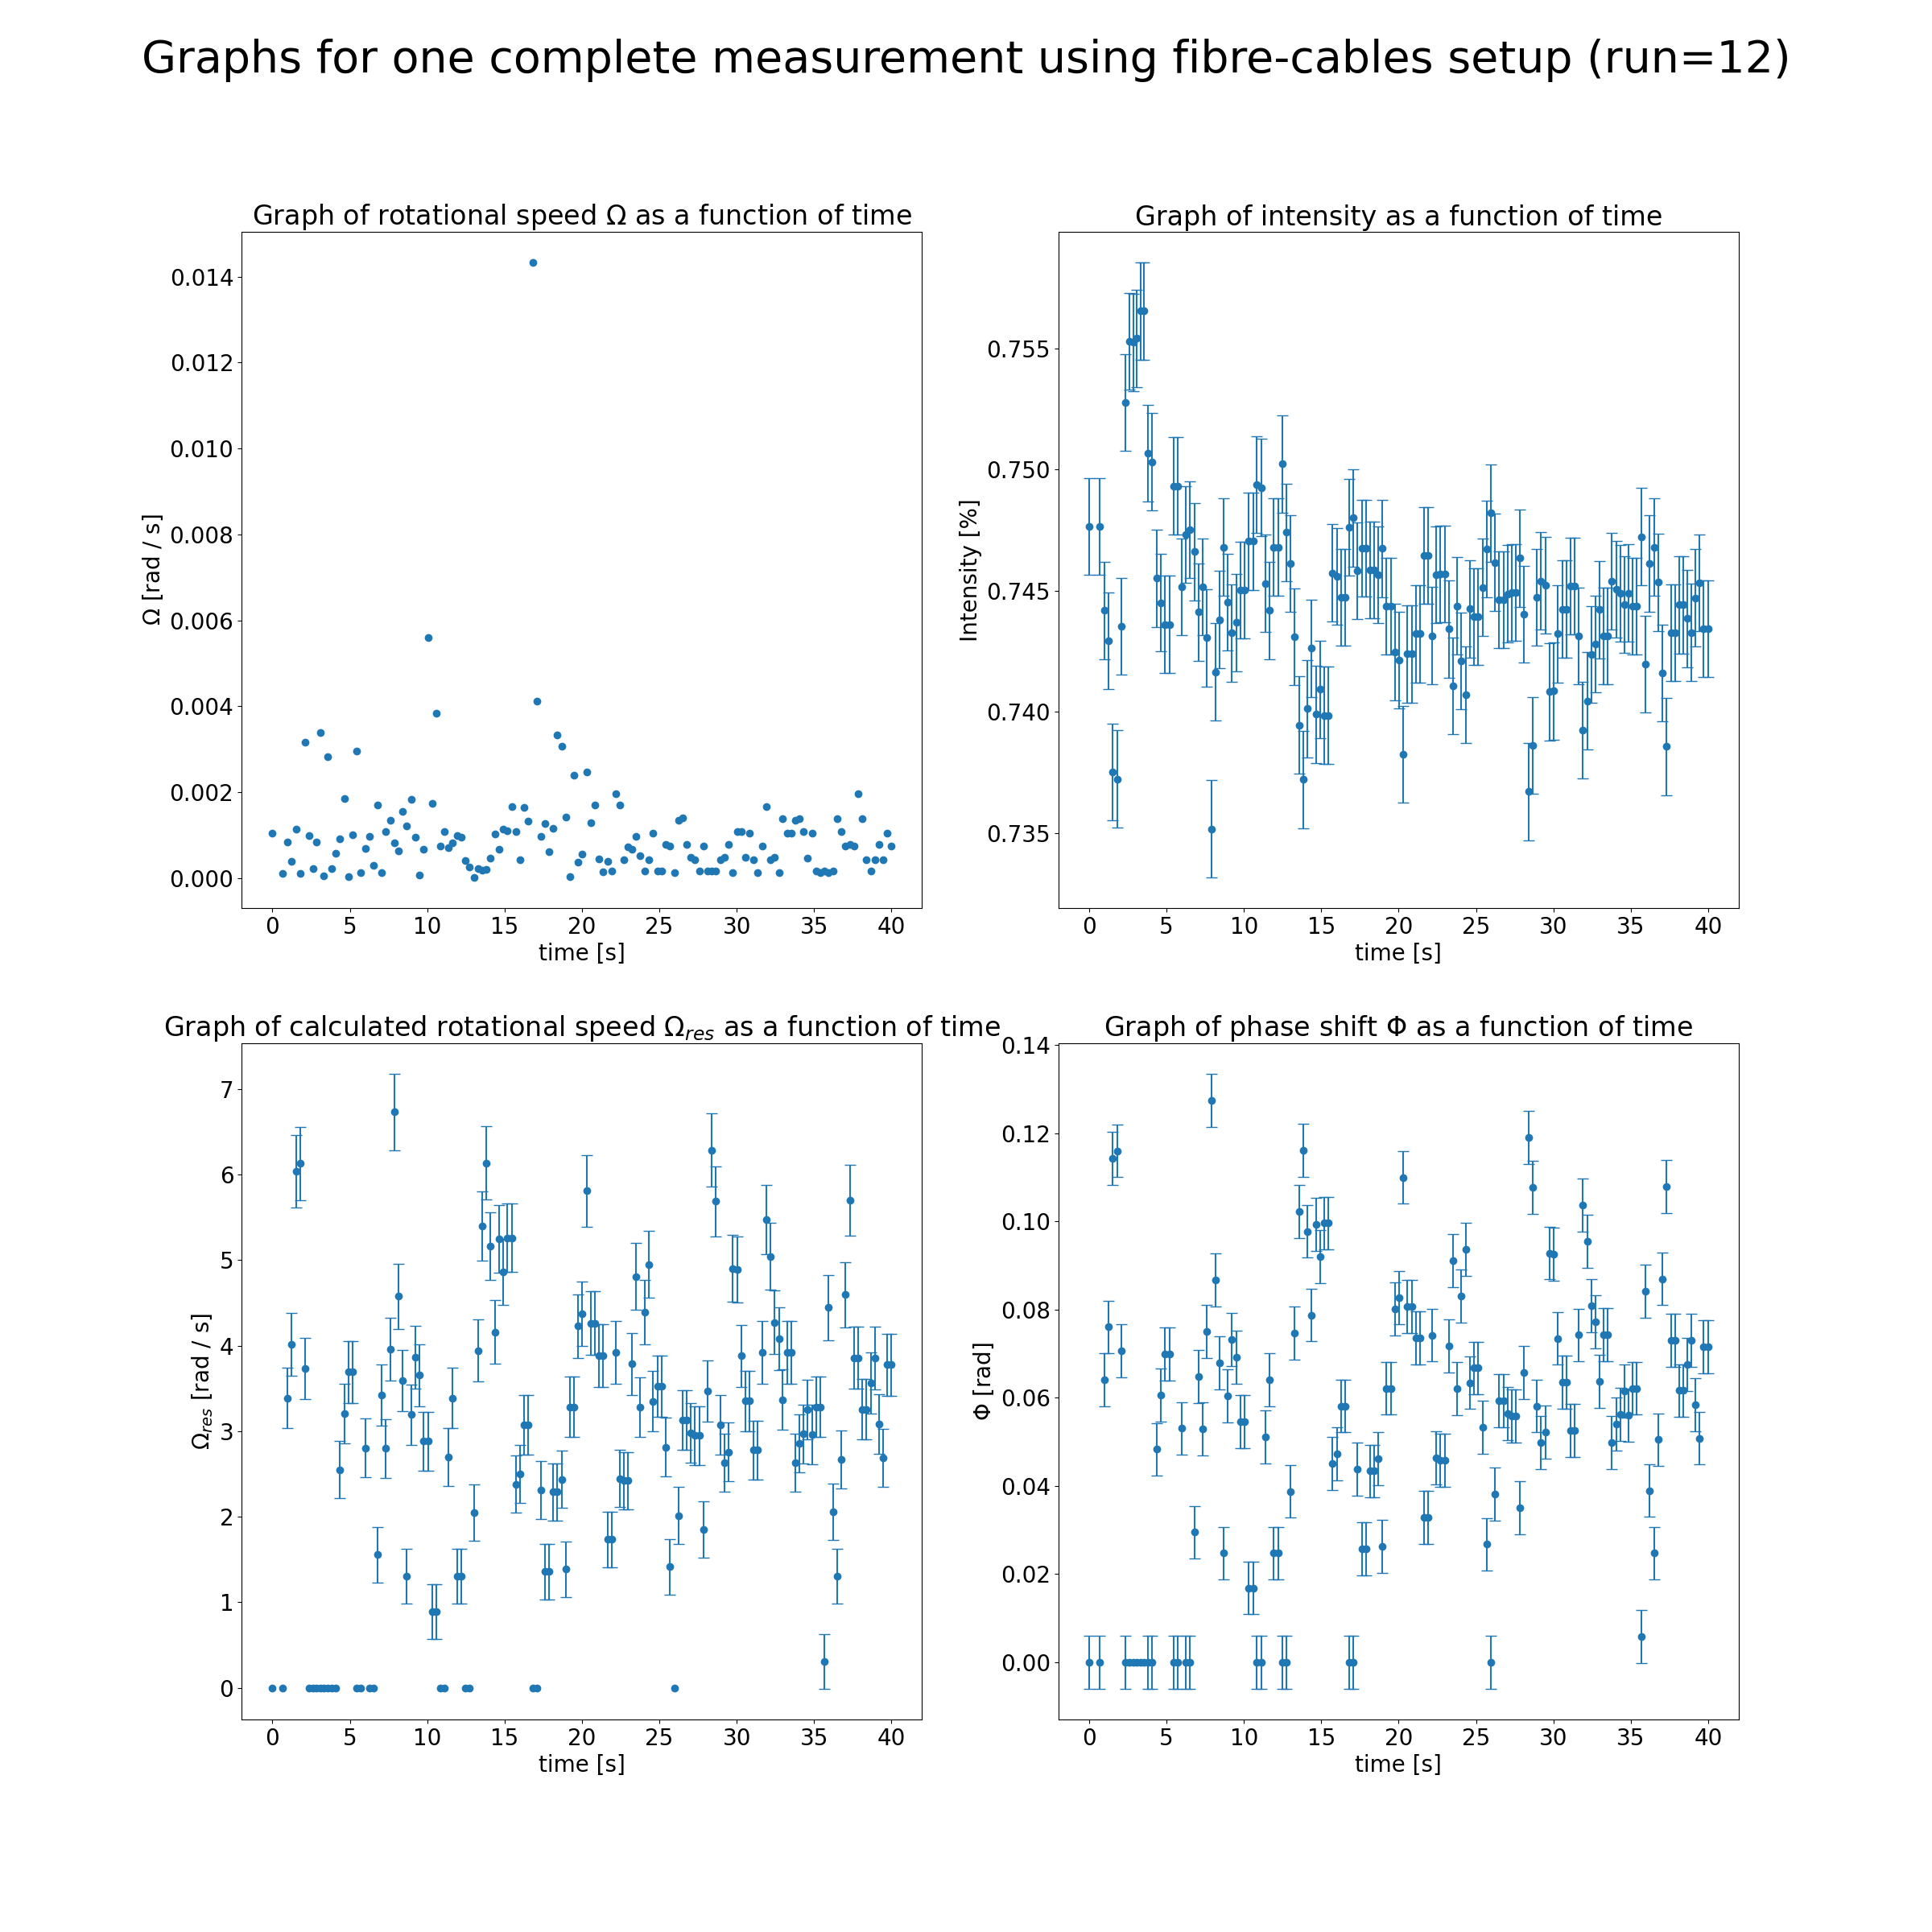 Graphs for one complete measurement using fibre-cables setup (run=12)
Graph of rotational speed Ω as a function of time
0.014
0.012
0.010
0.008
0.006
0.004
0.002
0.000
Ω [rad / s]
0 5 10 15 20 25 30 35 40
time [s]
Graph of intensity as a function of time
0.755
0.750
0.745
0.740
0.735
Intensity [%]
0 5 10 15 20 25 30 35 40
time [s]
Graph of calculated rotational speed Ωres as a function of time
7
6
5
4
3
2
1
0
Ωres [rad / s]
0 5 10 15 20 25 30 35 40
time [s]
Graph of phase shift Φ as a function of time
0.14
0.12
0.10
0.08
0.06
0.04
0.02
0.00
Φ [rad]
0 5 10 15 20 25 30 35 40
time [s]